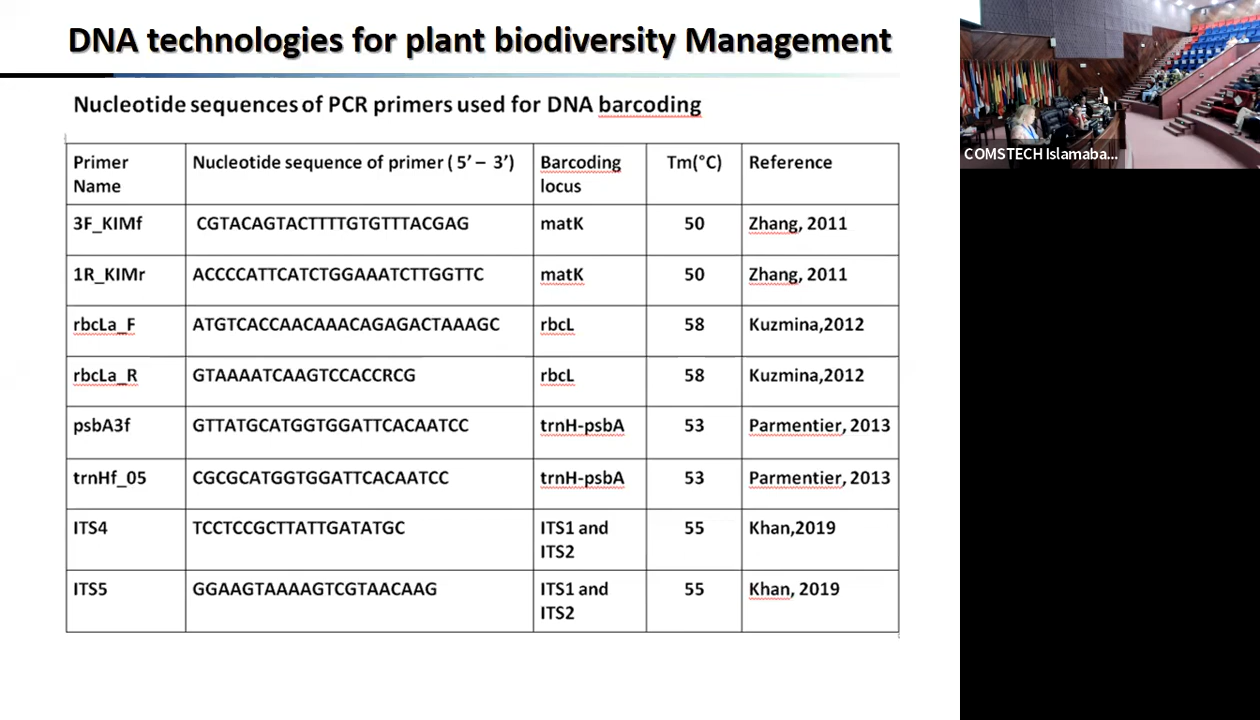 DNA technologies for plant biodiversity Management
Nucleotide sequences of PCR primers used for DNA barcoding
Primer Name Nucleotide sequence of primer ( 5’ – 3’) Barcoding locus Tm(°C) Reference
3F_KIMf CGTACAGTACTTTTGTGTTTACGAG matK 50 Zhang, 2011
1R_KIMr ACCCCATTCATCTGGAAATCTTGGTTC matK 50 Zhang, 2011
rbcLa_F ATGTCACCAACAAACAGAGACTAAAGC rbcL 58 Kuzmina,2012
rbcLa_R GTAAAATCAAGTCCACCRCG rbcL 58 Kuzmina,2012
psbA3f GTTATGCATGGTGGATTCACAATCC trnH-psbA 53 Parmentier, 2013
trnHf_05 CGCGCATGGTGGATTCACAATCC trnH-psbA 53 Parmentier, 2013
ITS4 TCCTCCGCTTATTGATATGC ITS1 and ITS2 55 Khan,2019
ITS5 GGAAGTAAAAGTCGTAACAAG ITS1 and ITS2 55 Khan, 2019
COMSTECH Islamaba...